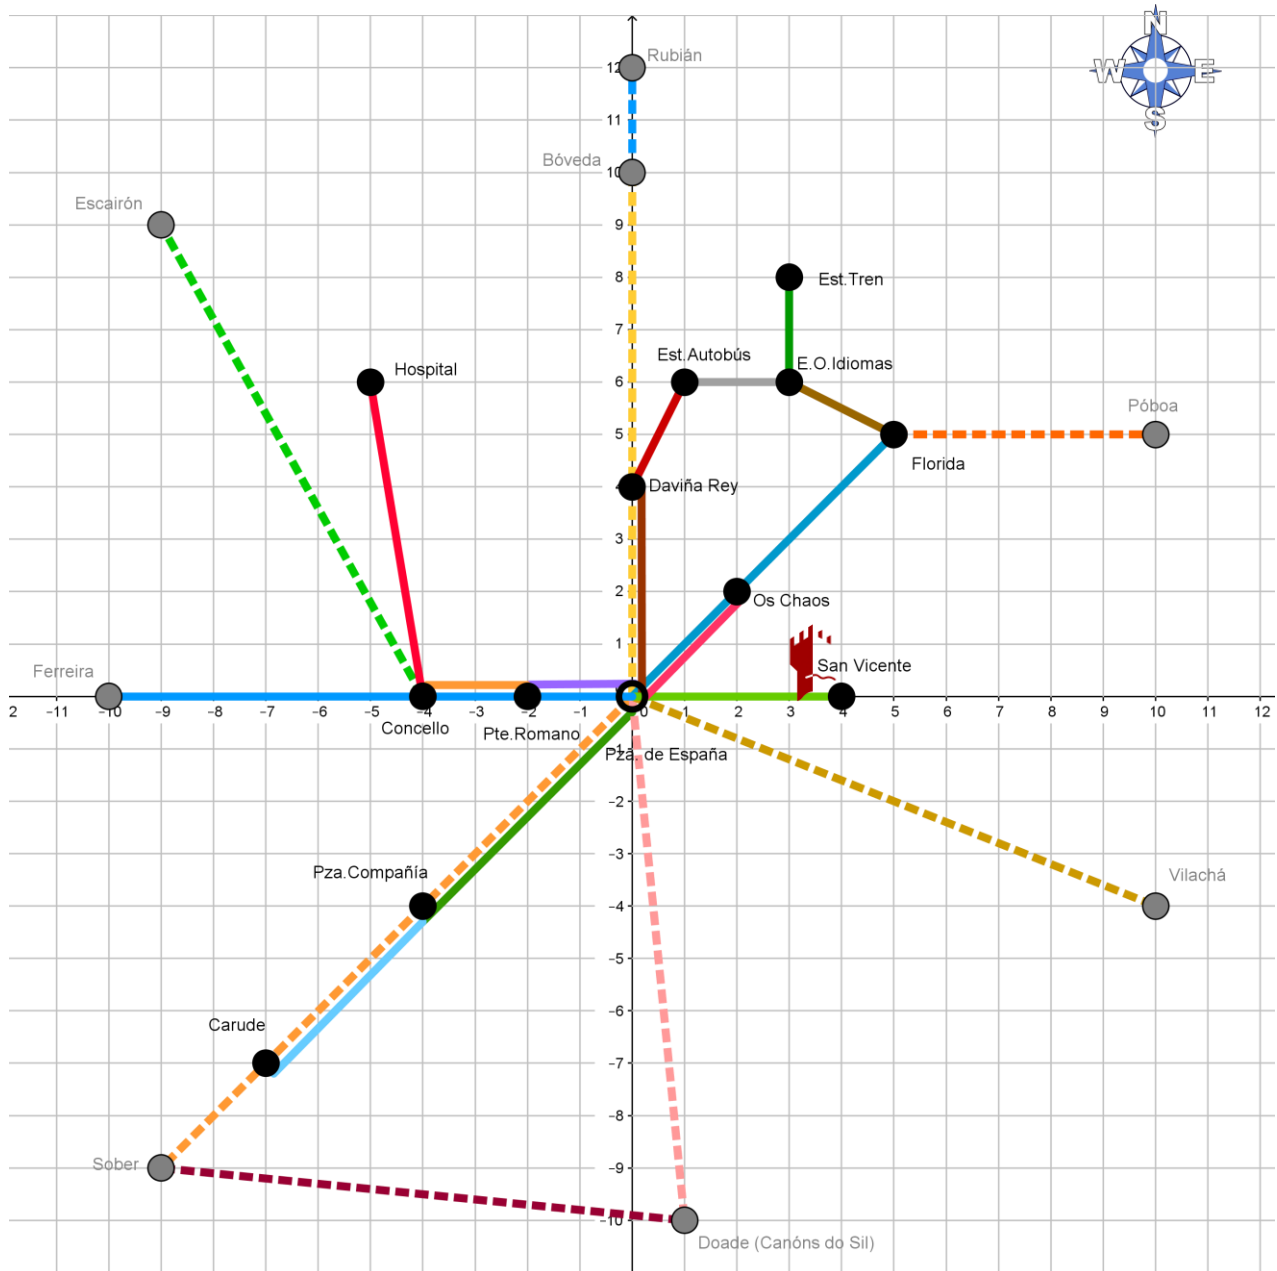 N
W E
S
Rubián
12
11
Bóveda
10
Escairón
9
8
Est.Tren
7
Est.Autobús
E.O.Idiomas
Hospital
6
Póboa
5
Florida
Daviña Rey
3
2
Os Chaos
1
San Vicente
Ferreira
2 -11 -10 -9 -8 -7 -6 -5 -4 -3 -2 -1 0 2 3 4 5 6 7 8 9 10 11 12
Concello
Pte.Romano
Pza. de España
-1
-2
-3
Pza.Compañía
Vilachá
-4
-5
-6
Carude
-7
-8
Sober
-9
-10
Doade (Canóns do Sil)